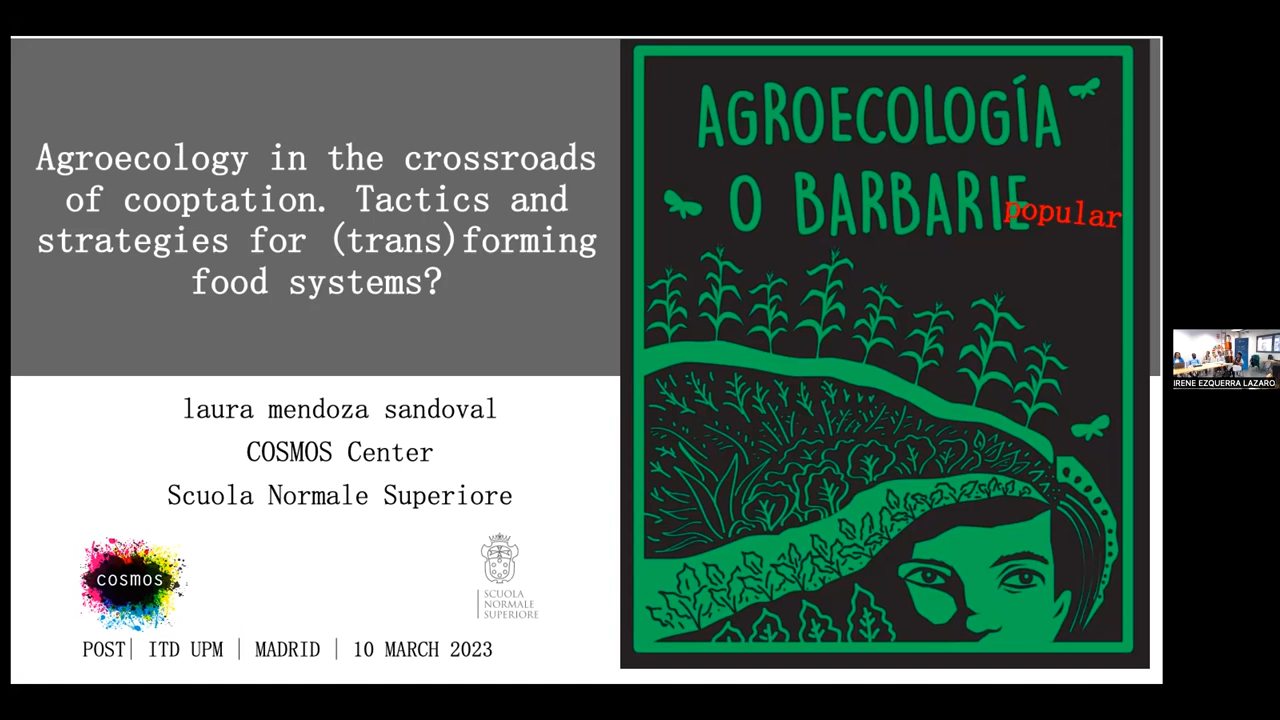 Agroecology in the crossroads
of cooptation. Tactics and
strategies for (trans)forming
food systems?
laura mendoza sandoval
COSMOS Center
Scuola Normale Superiore
cosmos
SCUOLA
NORMALE
SUPERIORE
POST| ITD UPM | MADRID | 10 MARCH 2023
AGROECOLOGÍA
O BARBARIE
popular
IRENE EZQUERRA LAZARO